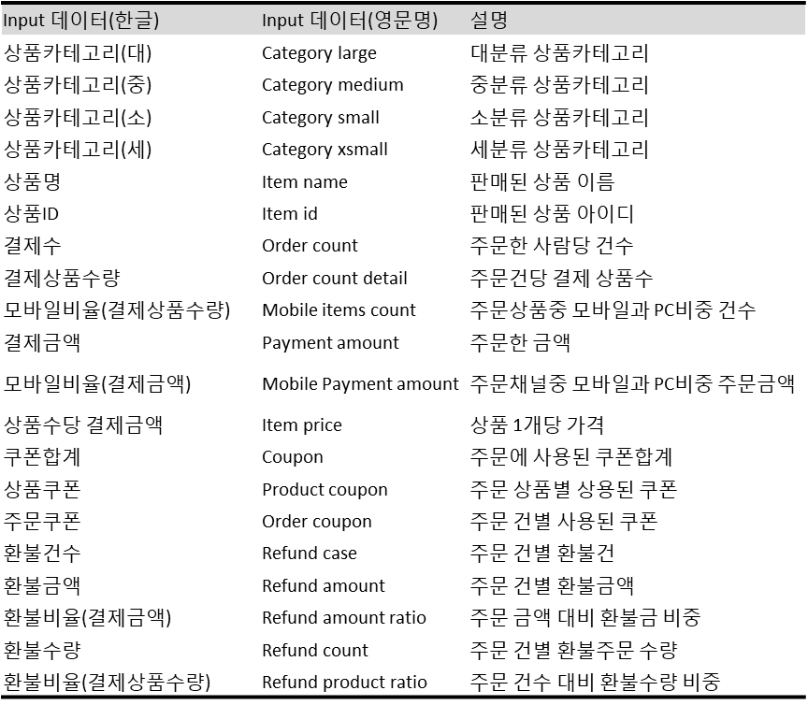 Input 데이터(한글) Input 데이터(영문명) 설명
상품카테고리(대) Category large 대분류 상품카테고리
상품카테고리(중) Category medium 중분류 상품카테고리
상품카테고리(소) Category small 소분류 상품카테고리
상품카테고리(세) Category xsmall 세분류 상품카테고리
상품명 Item name 판매된 상품 이름
상품ID Item id 판매된 상품 아이디
결제수 Order count 주문한 사람당 건수
결제상품수량 Order count detail 주문건당 결제 상품수
모바일비율(결제상품수량) Mobile items count 주문상품중 모바일과 PC비중 건수
결제금액 Payment amount 주문한 금액
모바일비율(결제금액) Mobile Payment amount 주문채널중 모바일과 PC비중 주문금액
상품수당 결제금액 Item price 상품 1개당 가격
쿠폰합계 Coupon 주문에 사용된 쿠폰합계
상품쿠폰 Product coupon 주문 상품별 상용된 쿠폰
주문쿠폰 Order coupon 주문 건별 사용된 쿠폰
환불건수 Refund case 주문 건별 환불건
환불금액 Refund amount 주문 건별 환불금액
환불비율(결제금액) Refund amount ratio 주문 금액 대비 환불금 비중
환불수량 Refund count 주문 건별 환불주문 수량
환불비율(결제상품수량) Refund product ratio 주문 건수 대비 환불수량 비중